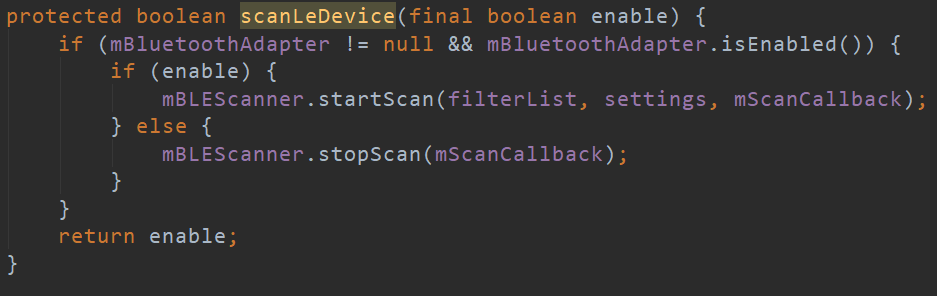 protected boolean scanLeDevice(final boolean enable) {
    if (mBluetoothAdapter != null && mBluetoothAdapter.isEnabled()) {
        if (enable) {
            mBLEScanner.startScan(filterList, settings, mScanCallback);
        } else {
            mBLEScanner.stopScan(mScanCallback);
        }
    }
    return enable;
}